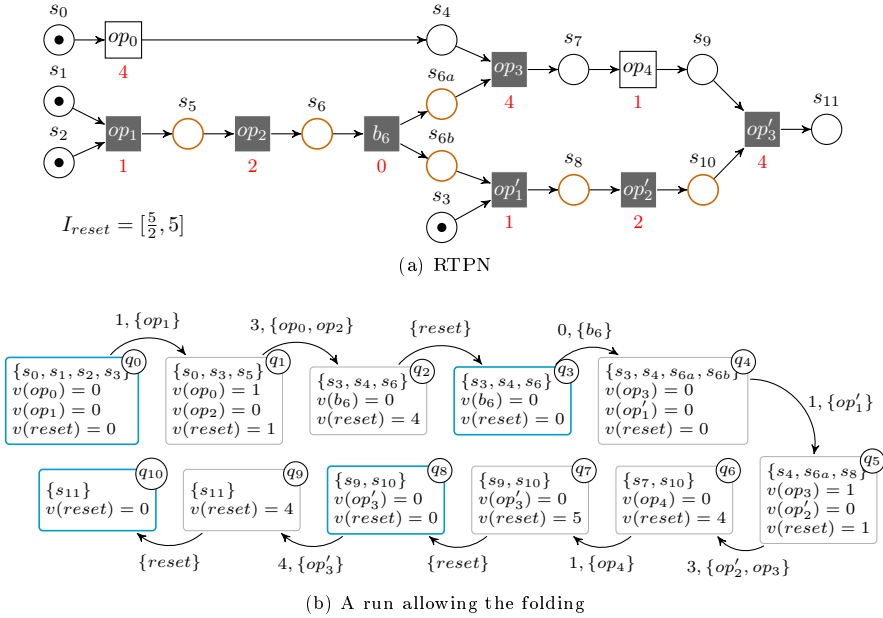 s0 s4
op0 s7 s9
4 op3 op4
s1 s6a 4 1 s11
s5 s6
op1 op2 b6 op'3
s2 1 2 0 s6b s8 s10 4
op'1 op'2
s3 1 2
I_reset = [5/2, 5]
(a) RTPN
1, {op1} 3, {op0, op2} {reset} 0, {b6}
q0
{s0, s1, s2, s3}
v(op0) = 0
v(op1) = 0
v(reset) = 0
q1
{s0, s3, s5}
v(op0) = 1
v(op2) = 0
v(reset) = 1
q2
{s3, s4, s6}
v(b6) = 0
v(reset) = 4
q3
{s3, s4, s6}
v(b6) = 0
v(reset) = 0
q4
{s3, s4, s6a, s6b}
v(op3) = 0
v(op'1) = 0
v(reset) = 0
1, {op'1}
q5
{s4, s6a, s8}
v(op3) = 1
v(op'2) = 0
v(reset) = 1
3, {op'2, op3}
q6
{s7, s10}
v(op4) = 0
v(reset) = 4
1, {op4}
q7
{s9, s10}
v(op'3) = 0
v(reset) = 5
{reset}
q8
{s9, s10}
v(op'3) = 0
v(reset) = 0
4, {op'3}
q9
{s11}
v(reset) = 4
{reset}
q10
{s11}
v(reset) = 0
(b) A run allowing the folding